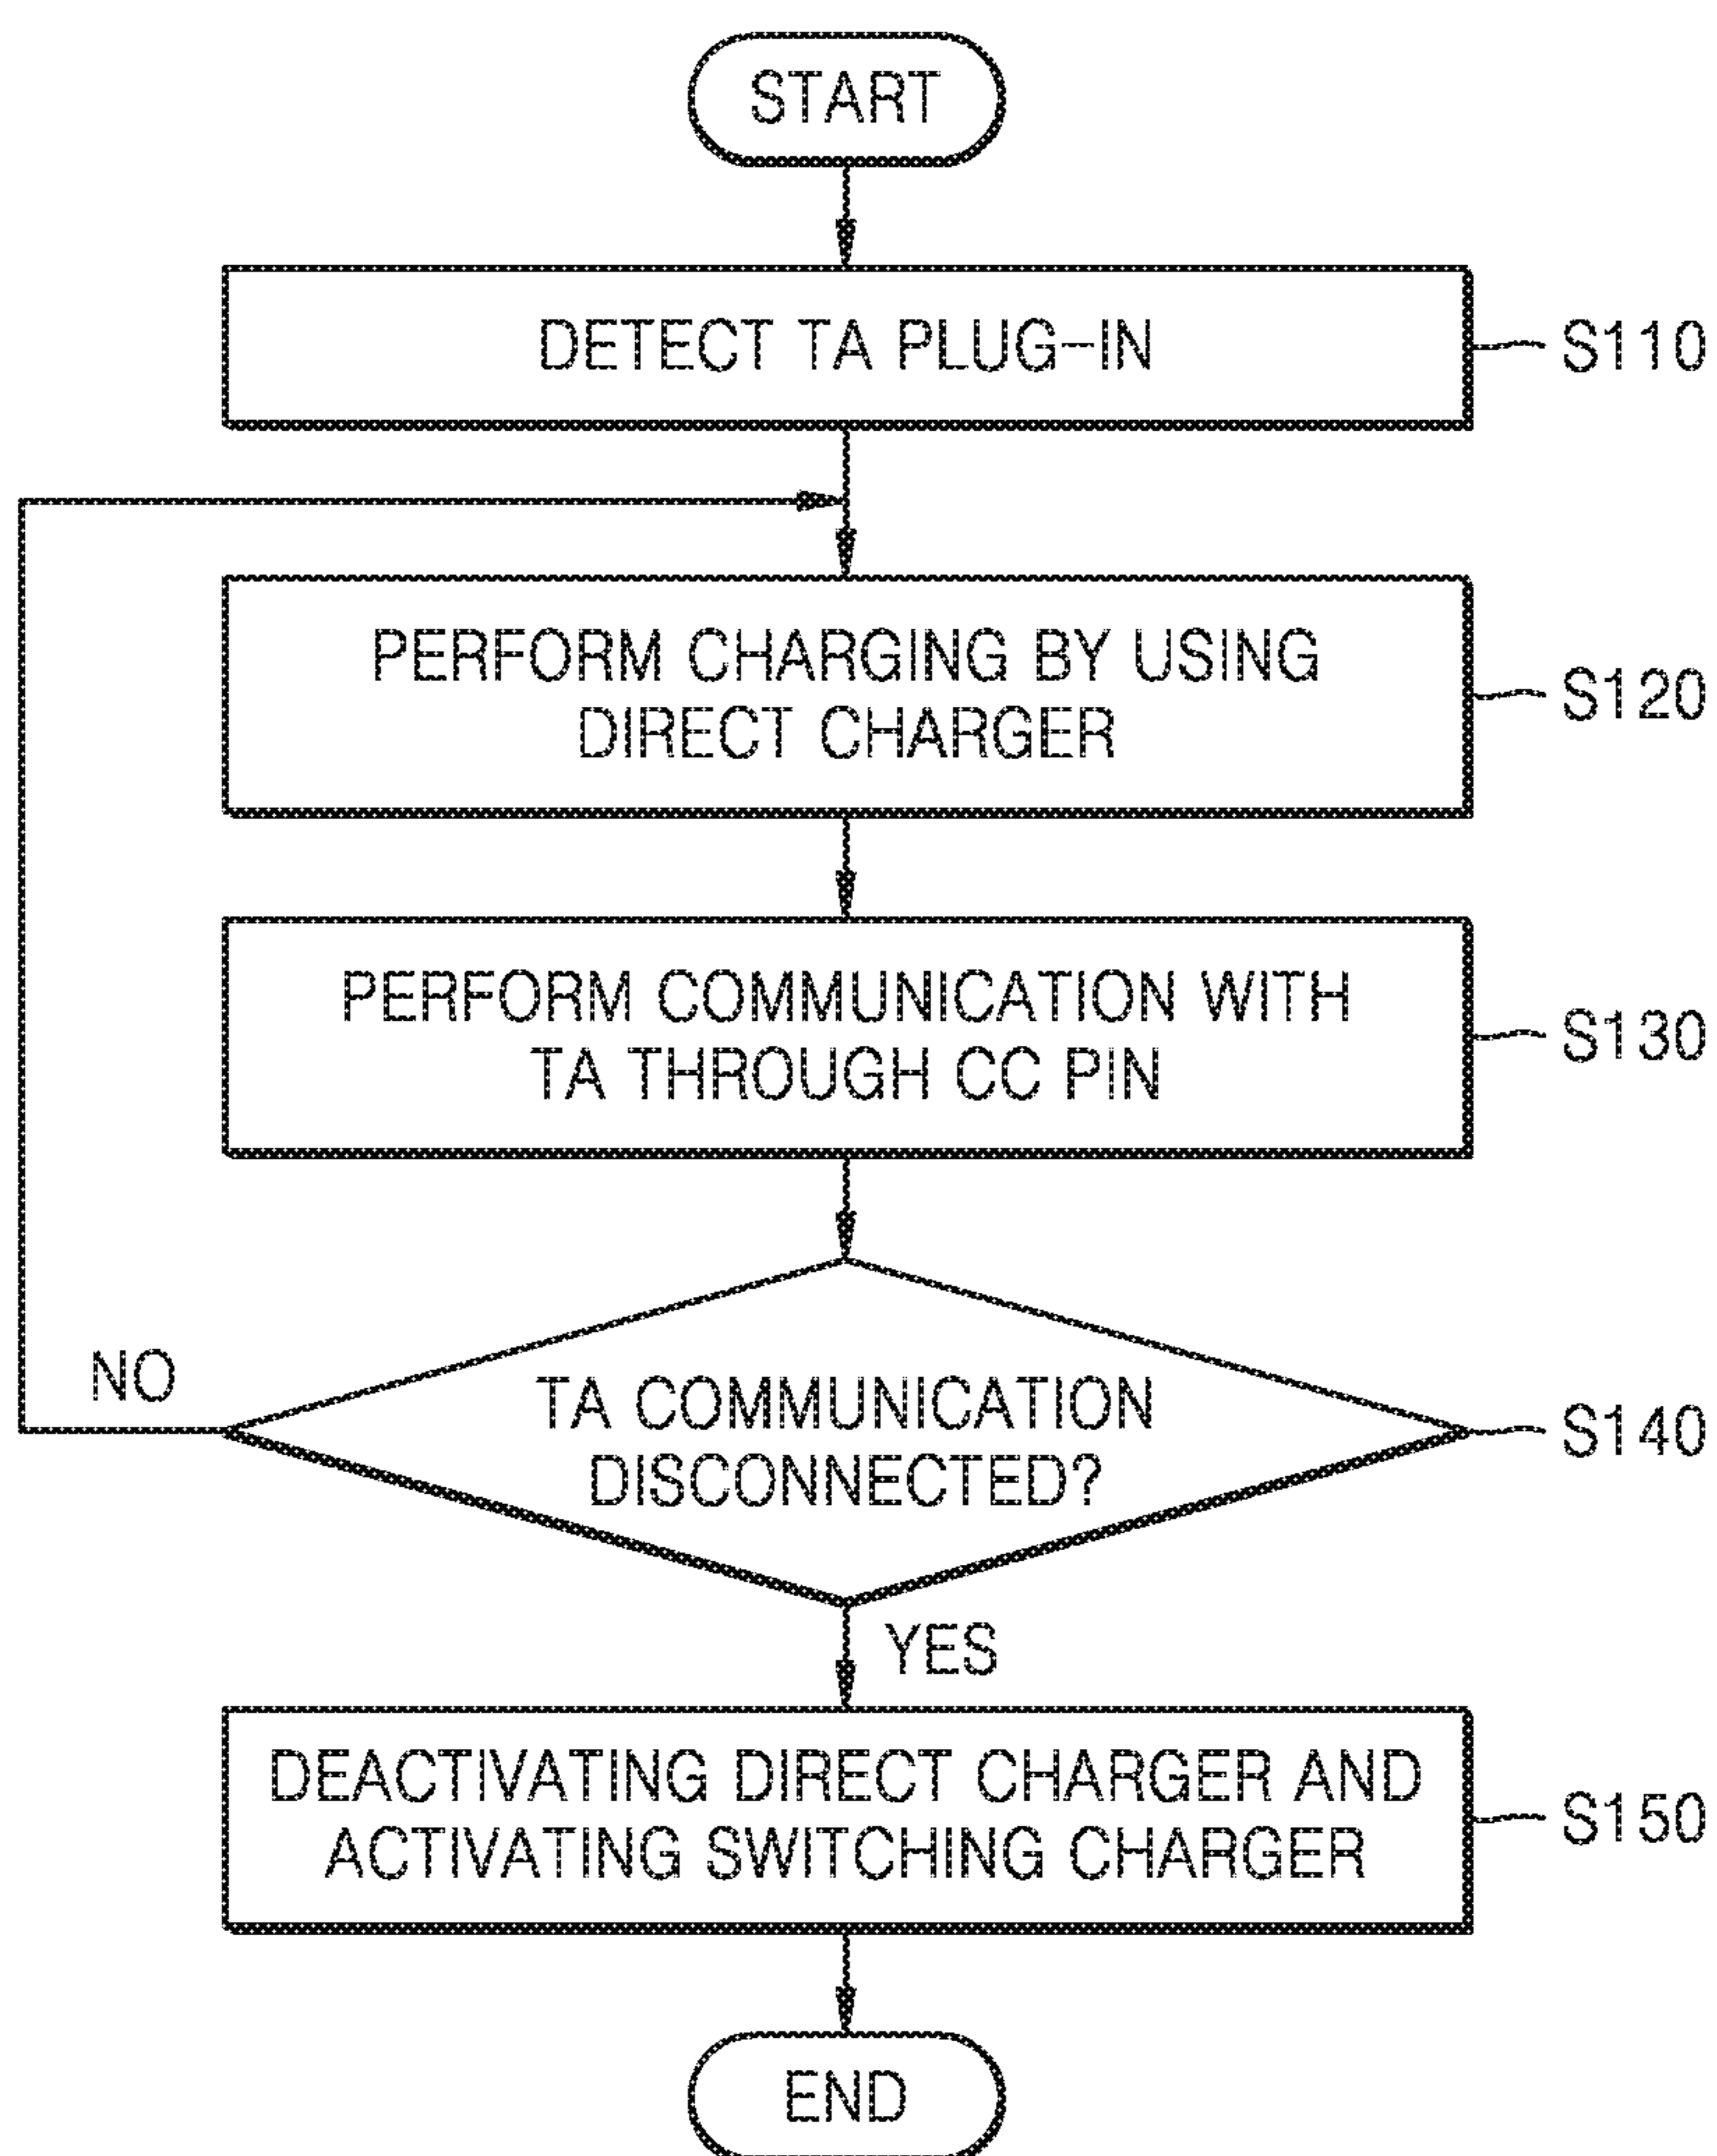 START
DETECT TA PLUG-IN
S110
PERFORM CHARGING BY USING
DIRECT CHARGER
S120
PERFORM COMMUNICATION WITH
TA THROUGH CC PIN
S130
NO
TA COMMUNICATION
DISCONNECTED?
S140
YES
DEACTIVATING DIRECT CHARGER AND
ACTIVATING SWITCHING CHARGER
S150
END